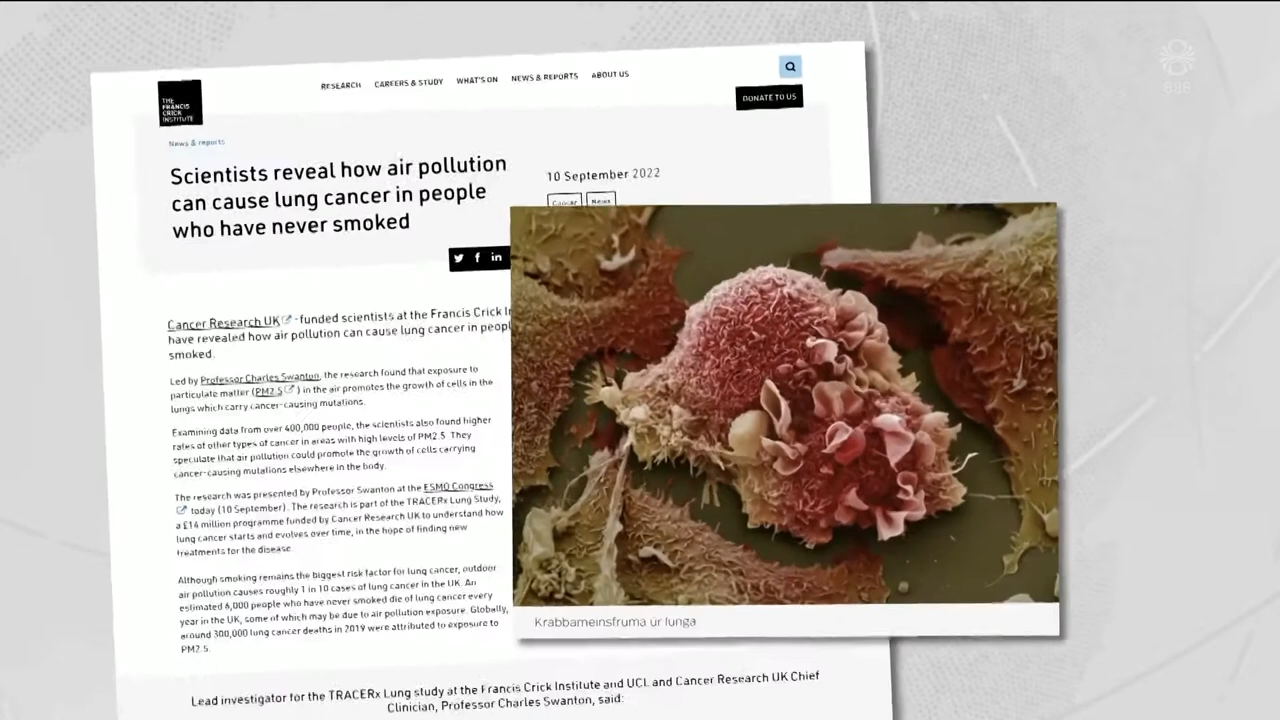 THE
FRANCIS
CRICK
INSTITUTE
RESEARCH CAREERS & STUDY WHAT'S ON NEWS & REPORTS ABOUT US
DONATE TO US
News & reports
Scientists reveal how air pollution
can cause lung cancer in people
who have never smoked
10 September 2022
Cancer News
Cancer Research UK -funded scientists at the Francis Crick
have revealed how air pollution can cause lung cancer in
smoked.
Led by Professor Charles Swanton, the research found that exposure to
particulate matter (PM2.5 ) in the air promotes the growth of cells in the
lungs which carry cancer-causing mutations.
Examining data from over 400,000 people, the scientists also found higher
rates of other types of cancer in areas with high levels of PM2.5. They
speculate that air pollution could promote the growth of cells carrying
cancer-causing mutations elsewhere in the body.
The research was presented by Professor Swanton at the ESMO Congress
today (10 September). The research is part of the TRACERx Lung Study,
a £14 million programme funded by Cancer Research UK to understand how
lung cancer starts and evolves over time, in the hope of finding new
treatments for the disease.
Although smoking remains the biggest risk factor for lung cancer, outdoor
air pollution causes roughly 1 in 10 cases of lung cancer in the UK. An
estimated 6,000 people who have never smoked die of lung cancer every
year in the UK, some of which may be due to air pollution exposure. Globally,
around 300,000 lung cancer deaths in 2019 were attributed to exposure to
PM2.5.
Krabbameinsfruma úr lunga
Lead investigator for the TRACERx Lung study at the Francis Crick Institute and UCL and Cancer Research UK Chief
Clinician, Professor Charles Swanton, said: